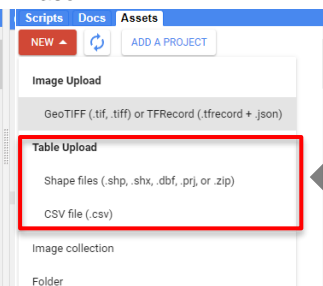 Scripts Docs Assets
NEW ADD A PROJECT
Image Upload
GeoTIFF (.tif, .tiff) or TFRecord (.tfrecord + .json)
Table Upload
Shape files (.shp, .shx, .dbf, .prj, or .zip)
CSV file (.csv)
Image collection
Folder